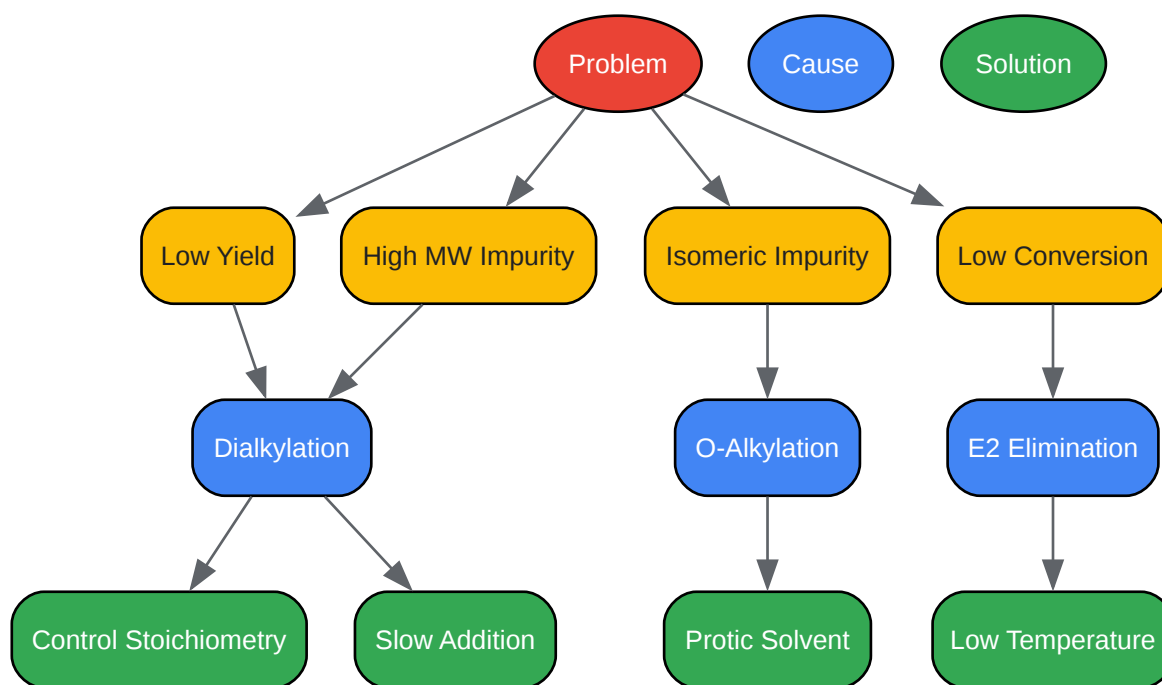 Problem
Cause
Solution
Low Yield
High MW Impurity
Isomeric Impurity
Low Conversion
Dialkylation
O-Alkylation
E2 Elimination
Control Stoichiometry
Slow Addition
Protic Solvent
Low Temperature